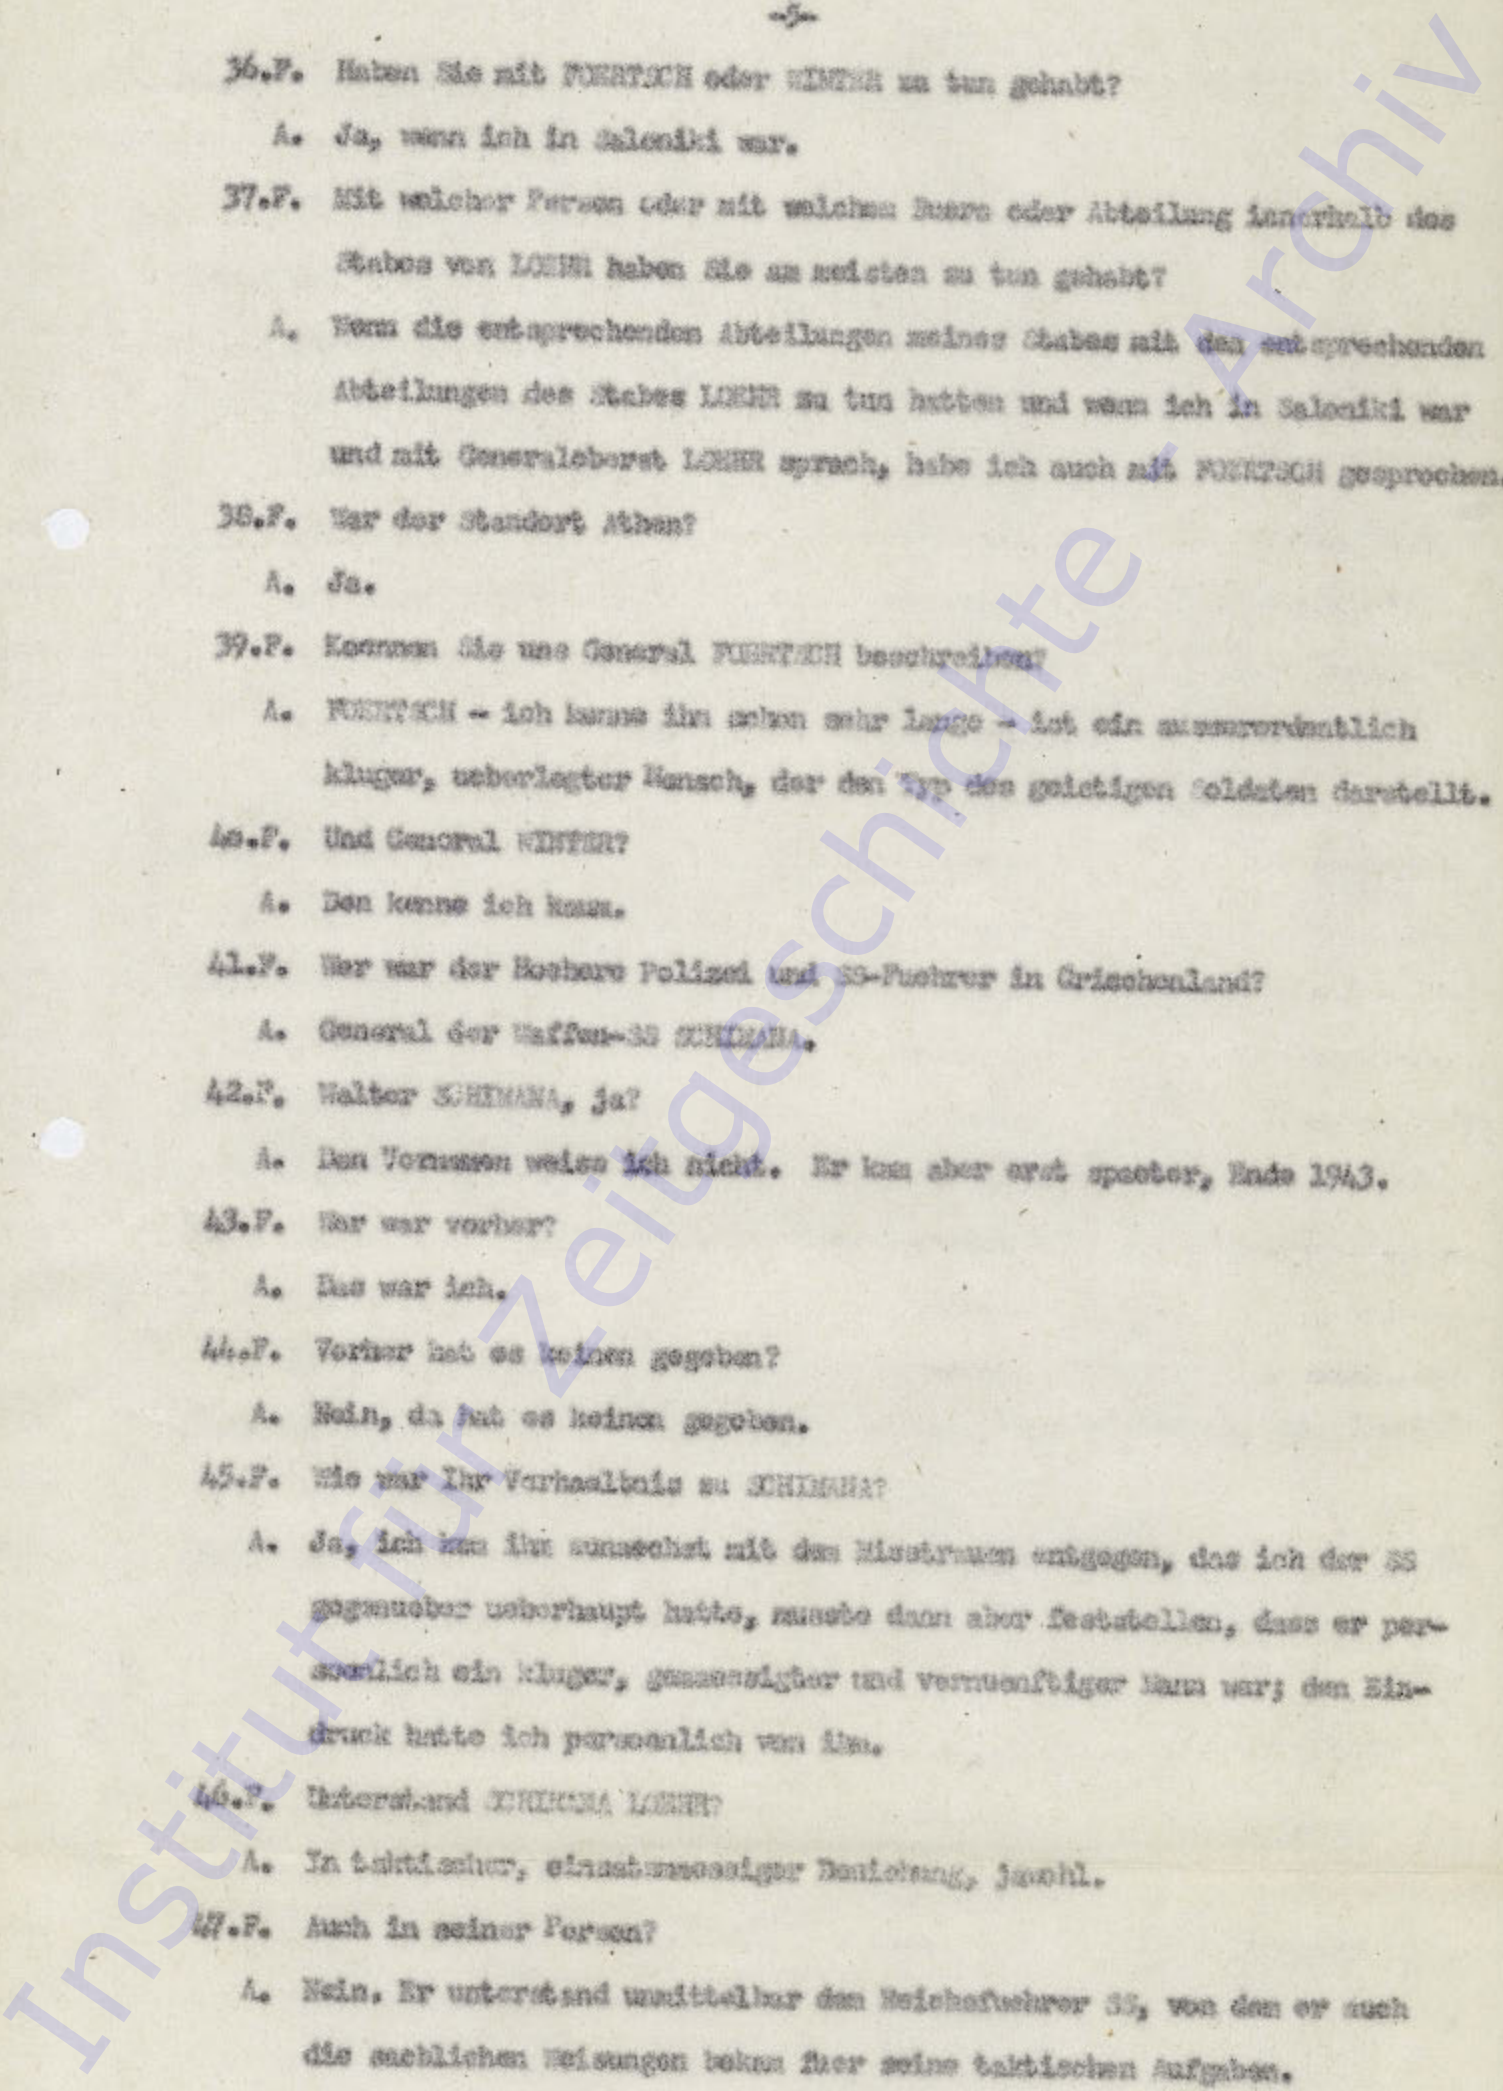 -5-
36.F. Haben Sie mit FOERTSCH oder WINTER zu tun gehabt?
A. Ja, wenn ich in Saloniki war.
37.F. Mit welcher Person oder mit welchem Buero oder Abteilung innerhalb des
Stabes von LOEHR haben Sie am meisten zu tun gehabt?
A. Wenn die entsprechenden Abteilungen meines Stabes mit den entsprechenden
Abteilungen des Stabes LOEHR zu tun hatten und wenn ich in Saloniki war
und mit Generaloberst LOEHR sprach, habe ich auch mit FOERTSCH gesprochen.
38.F. War der Standort Athen?
A. Ja.
39.F. Koennen Sie uns General FOERTSCH beschreiben?
A. FOERTSCH - ich kenne ihn schon sehr lange - ist ein ausserordentlich
kluger, ueberlegter Mensch, der den Typ des geistigen Soldaten darstellt.
4o.F. Und General WINTER?
A. Den kenne ich kaum.
41.F. Wer war der Hoehere Polizei und SS-Fuehrer in Griechenland?
A. General der Waffen-SS SCHIMANA.
42.F. Walter SCHIMANA, ja?
A. Den Vornamen weiss ich nicht. Er kam aber erst spaeter, Ende 1943.
43.F. Wer war vorher?
A. Das war ich.
44.F. Vorher hat es keinen gegeben?
A. Nein, da hat es keinen gegeben.
45.F. Wie war Ihr Verhaeltnis zu SCHIMANA?
A. Ja, ich kam ihm zunaechst mit dem Misstrauen entgegen, das ich der SS
gegenueber ueberhaupt hatte, musste dann aber feststellen, dass er per-
soenlich ein kluger, gemaessigter und vernuenftiger Mann war; den Ein-
druck hatte ich persoenlich von ihm.
46.F. Unterstand SCHIMANA LOEHR?
A. In taktischer, einsatzmaessiger Beziehung, jawohl.
47.F. Auch in seiner Person?
A. Nein. Er unterstand unmittelbar dem Reichsfuehrer SS, von dem er auch
die sachlichen Weisungen bekam fuer seine taktischen Aufgaben.
Institut für Zeitgeschichte - Archiv